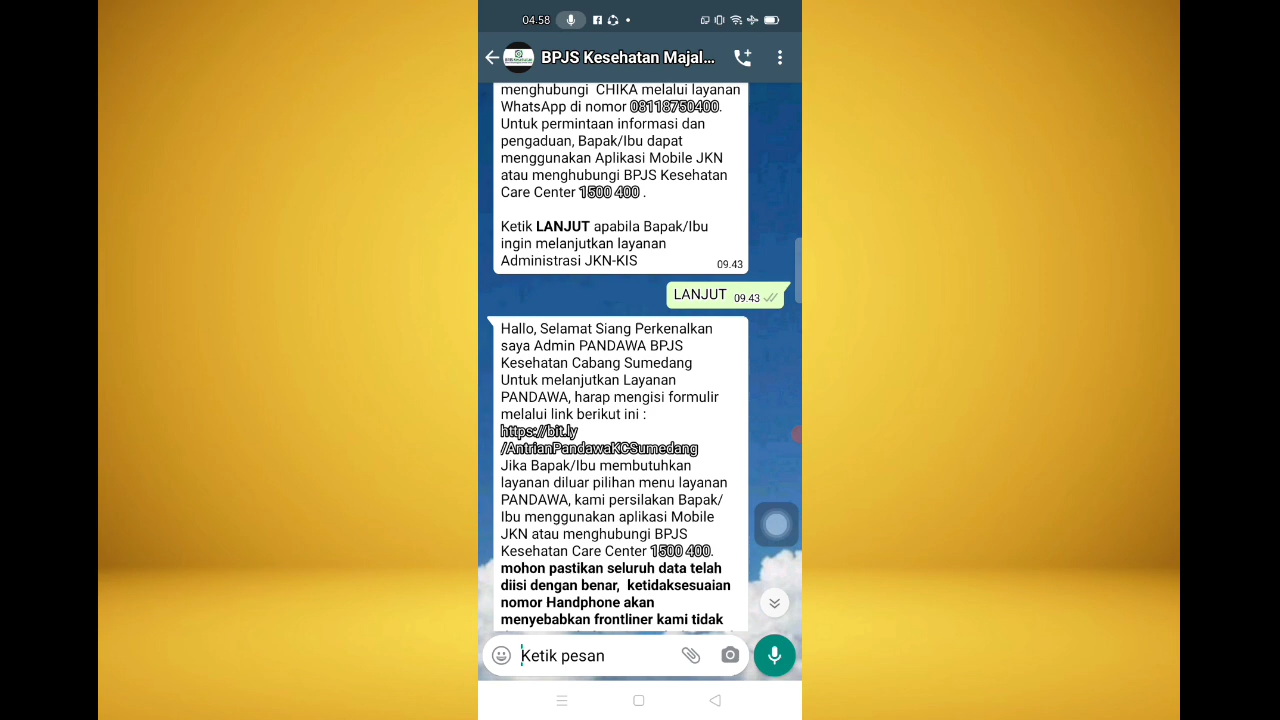 04.58
BPJS Kesehatan Majal...
menghubungi CHIKA melalui layanan
WhatsApp di nomor 08118750400.
Untuk permintaan informasi dan
pengaduan, Bapak/Ibu dapat
menggunakan Aplikasi Mobile JKN
atau menghubungi BPJS Kesehatan
Care Center 1500 400 .
Ketik LANJUT apabila Bapak/Ibu
ingin melanjutkan layanan
Administrasi JKN-KIS
09.43
LANJUT 09.43
Hallo, Selamat Siang Perkenalkan
saya Admin PANDAWA BPJS
Kesehatan Cabang Sumedang
Untuk melanjutkan Layanan
PANDAWA, harap mengisi formulir
melalui link berikut ini :
https://bit.ly
/AntrianPandawaKCSumedang
Jika Bapak/Ibu membutuhkan
layanan diluar pilihan menu layanan
PANDAWA, kami persilakan Bapak/
Ibu menggunakan aplikasi Mobile
JKN atau menghubungi BPJS
Kesehatan Care Center 1500 400.
mohon pastikan seluruh data telah
diisi dengan benar, ketidaksesuaian
nomor Handphone akan
menyebabkan frontliner kami tidak
Ketik pesan